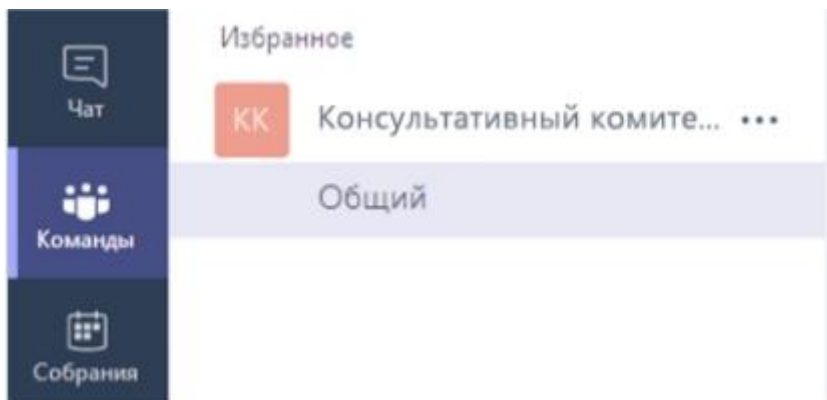 Чат
Команды
Собрания
Избранное
КК
Консультативный комите... •••
Общий